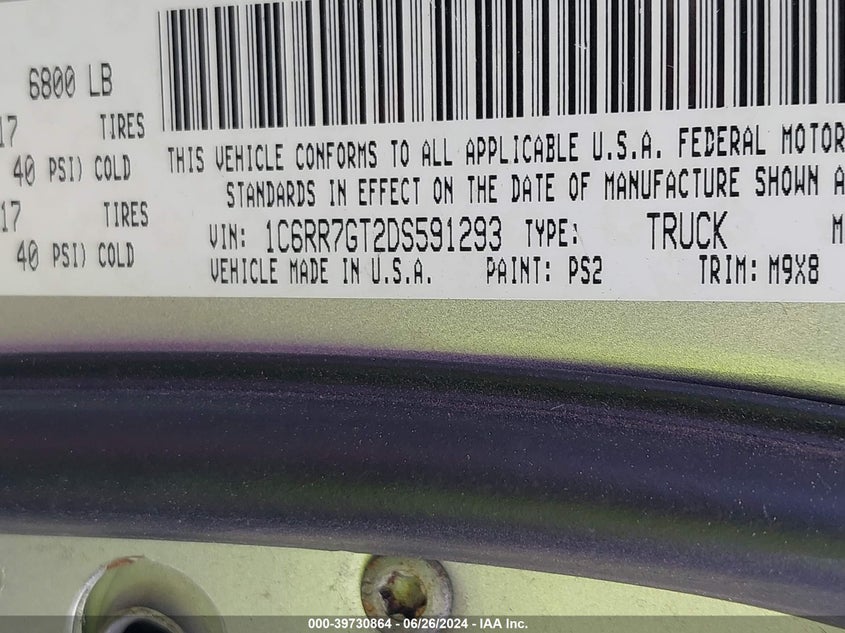 6800 LB
17 TIRES
40 PSI) COLD
17 TIRES
40 PSI) COLD
THIS VEHICLE CONFORMS TO ALL APPLICABLE U.S.A. FEDERAL MOTOR
STANDARDS IN EFFECT ON THE DATE OF MANUFACTURE SHOWN A
VIN: 1C6RR7GT2DS591293 TYPE: TRUCK M
VEHICLE MADE IN U.S.A. PAINT: PS2 TRIM: M9X8
000-39730864 / 06/26/2024 - IAA Inc.